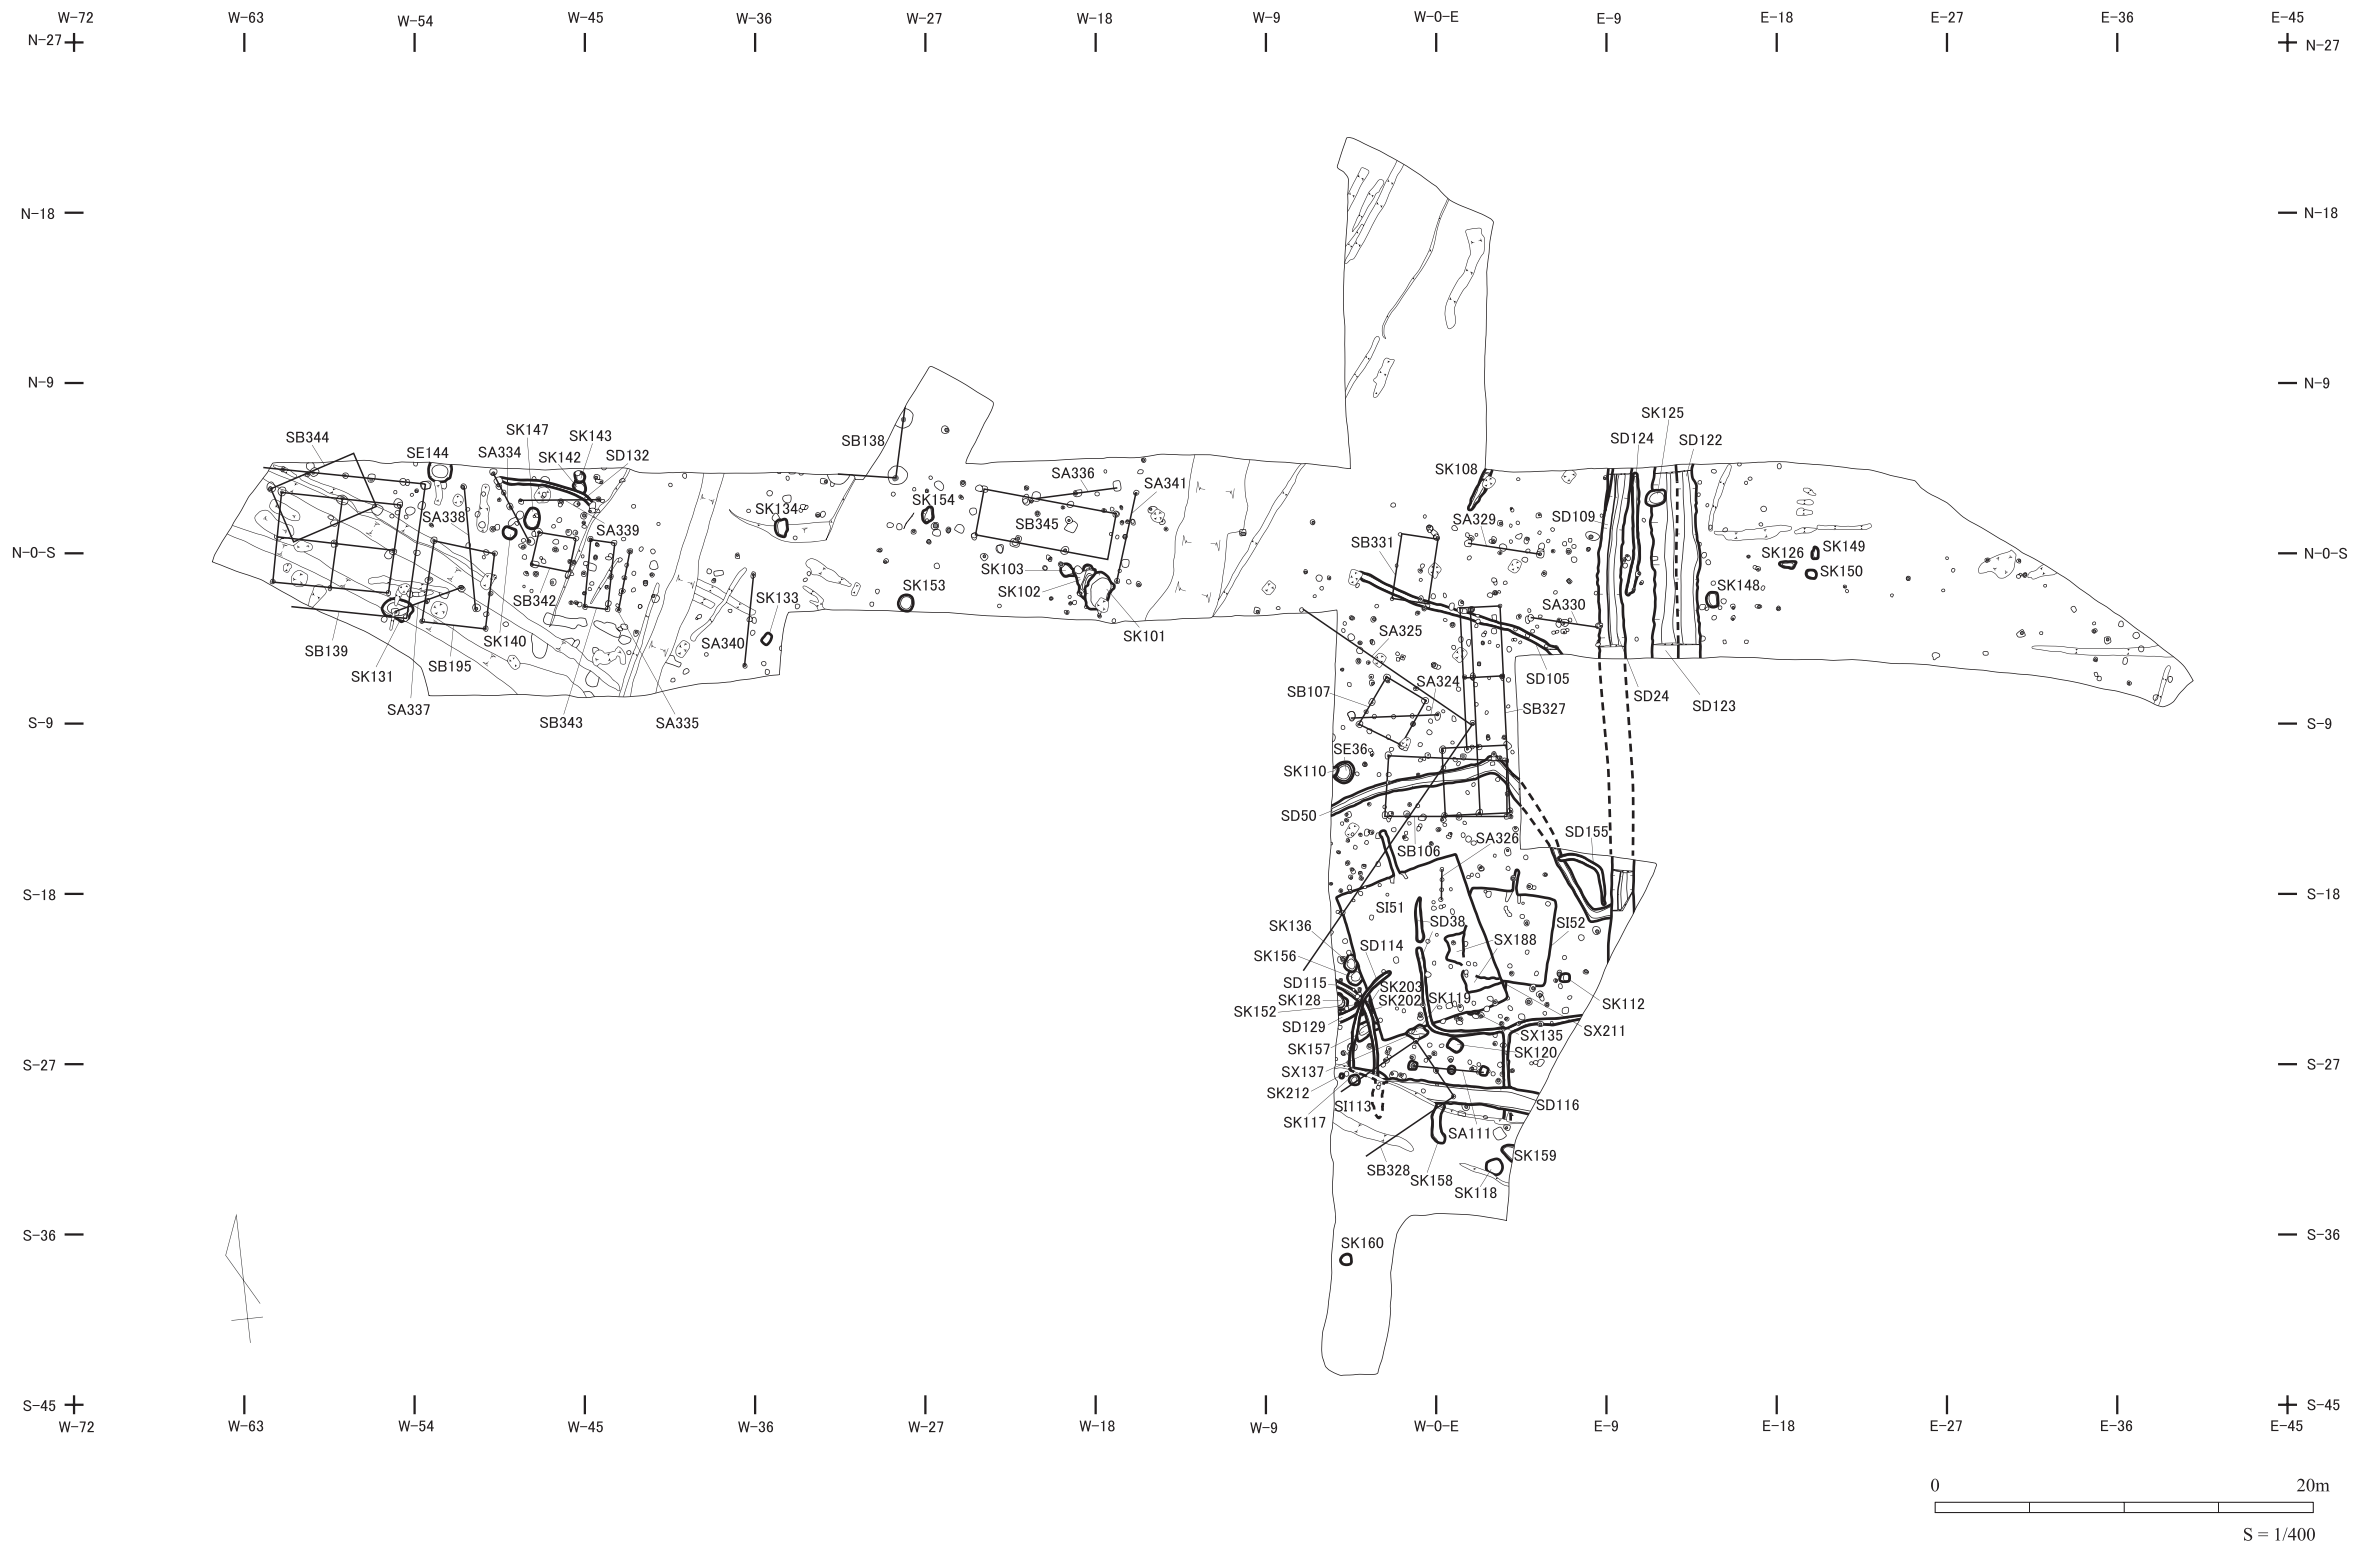 W-72 W-63 W-54 W-45 W-36 W-27 W-18 W-9 W-0-E E-9 E-18 E-27 E-36 E-45
N-27 N-27
N-18 N-18
N-9 N-9
SK125
SB344 SK147 SK143 SB138 SD124 SD122
SE144 SA334 SK142 SD132 SA336 SK108
SA341
SK134 SK154 SB345 SA329 SD109
SA338 SA339
N-0-S SB331 SK126 SK149 N-0-S
SK103 SK150
SB342 SK133 SK153 SK102 SA330 SK148
SK140 SA340 SK101 SA325
SB139 SB195
SK131 SA324 SD105
SB107 SD24
SA337 SB343 SA335 SB327 SD123
S-9 S-9
SE36
SK110
SD50
SD155
SA326
SB106
S-18 S-18
SI51
SK136 SD38 SI52
SD114 SX188
SK156
SD115 SK203
SK128 SK202 SK119 SK112
SK152
SD129 SX135 SX211
SK157 SK120
S-27 SX137 S-27
SK212 SI113 SD116
SK117 SA111
SK159
SB328 SK158
SK118
S-36 SK160 S-36
S-45 S-45
W-72 W-63 W-54 W-45 W-36 W-27 W-18 W-9 W-0-E E-9 E-18 E-27 E-36 E-45
0 20m
S = 1/400